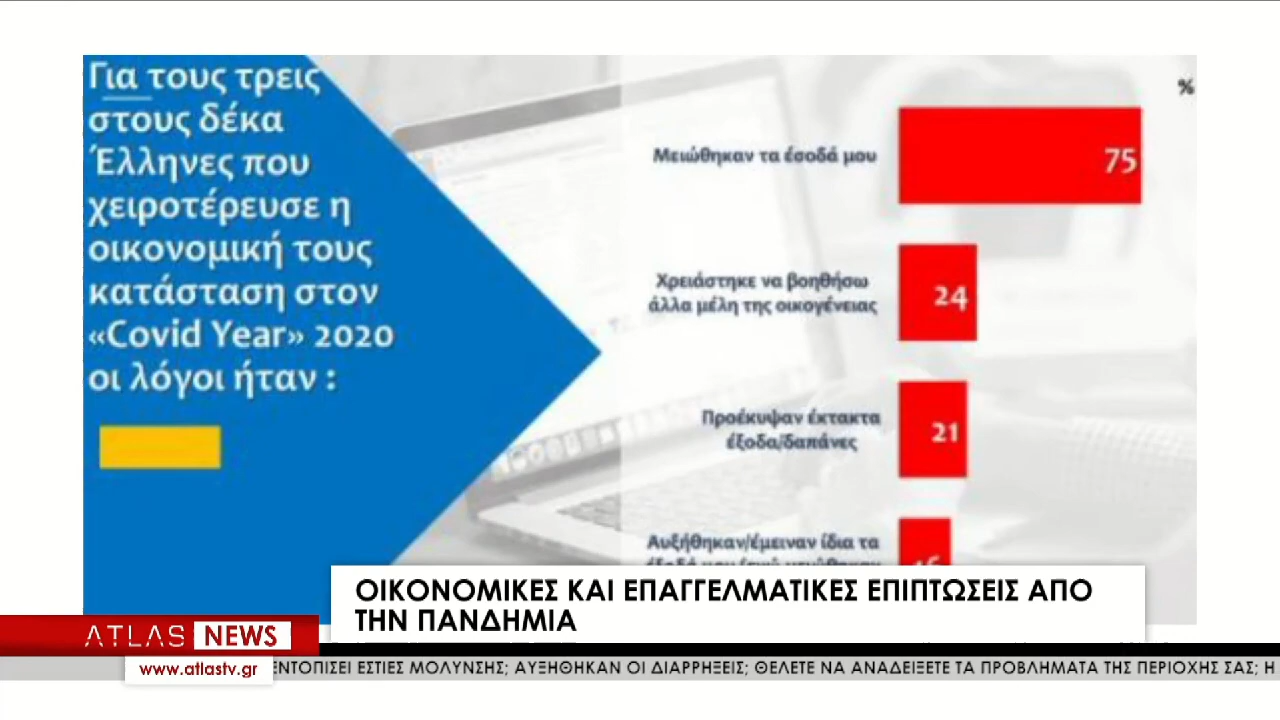 Για τους τρεις
στους δέκα
Έλληνες που
χειροτέρευσε η
οικονομική τους
κατάσταση στον
«Covid Year» 2020
οι λόγοι ήταν :
%
Μειώθηκαν τα έσοδά μου
75
Χρειάστηκε να βοηθήσω
άλλα μέλη της οικογένειας
24
Προέκυψαν έκτακτα
έξοδα/δαπάνες
21
Αυξήθηκαν/έμειναν ίδια τα
ΟΙΚΟΝΟΜΙΚΕΣ ΚΑΙ ΕΠΑΓΓΕΛΜΑΤΙΚΕΣ ΕΠΙΠΤΩΣΕΙΣ ΑΠΟ
ΤΗΝ ΠΑΝΔΗΜΙΑ
ATLAS NEWS
www.atlastv.gr
ΕΝΤΟΠΙΣΕΙ ΕΣΤΙΕΣ ΜΟΛΥΝΣΗΣ; ΑΥΞΗΘΗΚΑΝ ΟΙ ΔΙΑΡΡΗΞΕΙΣ; ΘΕΛΕΤΕ ΝΑ ΑΝΑΔΕΙΞΕΤΕ ΤΑ ΠΡΟΒΛΗΜΑΤΑ ΤΗΣ ΠΕΡΙΟΧΗΣ ΣΑΣ; Η